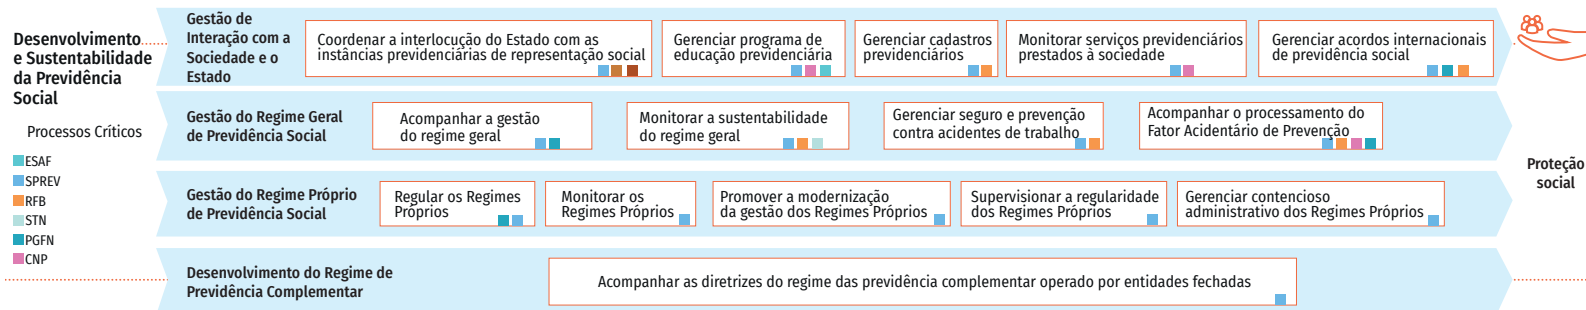 Desenvolvimento
e Sustentabilidade
da Previdência
Social
Processos Críticos
ESAF
SPREV
RFB
STN
PGFN
CNP
Gestão de
Interação com a
Sociedade e o
Estado
Coordenar a interlocução do Estado com as
instâncias previdenciárias de representação social
Gerenciar programa de
educação previdenciária
Gerenciar cadastros
previdenciários
Monitorar serviços previdenciários
prestados à sociedade
Gerenciar acordos internacionais
de previdência social
Gestão do Regime Geral
de Previdência Social
Acompanhar a gestão
do regime geral
Monitorar a sustentabilidade
do regime geral
Gerenciar seguro e prevenção
contra acidentes de trabalho
Acompanhar o processamento do
Fator Acidentário de Prevenção
Gestão do Regime Próprio
de Previdência Social
Regular os Regimes
Próprios
Monitorar os
Regimes Próprios
Promover a modernização
da gestão dos Regimes Próprios
Supervisionar a regularidade
dos Regimes Próprios
Gerenciar contencioso
administrativo dos Regimes Próprios
Desenvolvimento do Regime de
Previdência Complementar
Acompanhar as diretrizes do regime das previdência complementar operado por entidades fechadas
Proteção
social